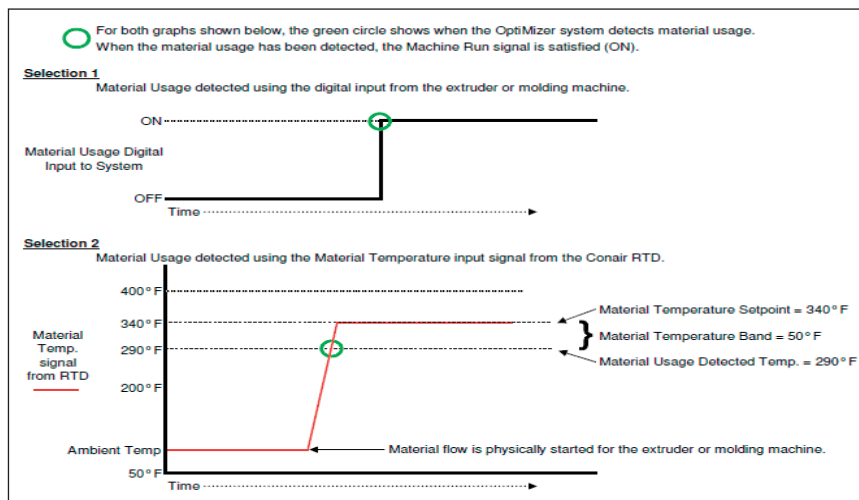 For both graphs shown below, the green circle shows when the OptiMizer system detects material usage.
When the material usage has been detected, the Machine Run signal is satisfied (ON).
Selection 1
Material Usage detected using the digital input from the extruder or molding machine.
ON
Material Usage Digital
Input to System
OFF
Time
Selection 2
Material Usage detected using the Material Temperature input signal from the Conair RTD.
400°F
340°F
Material Temperature Setpoint = 340°F
Material
Temp.
signal
from RTD
Material Temperature Band = 50°F
290°F
Material Usage Detected Temp. = 290°F
200°F
Ambient Temp
Material flow is physically started for the extruder or molding machine.
50°F
Time